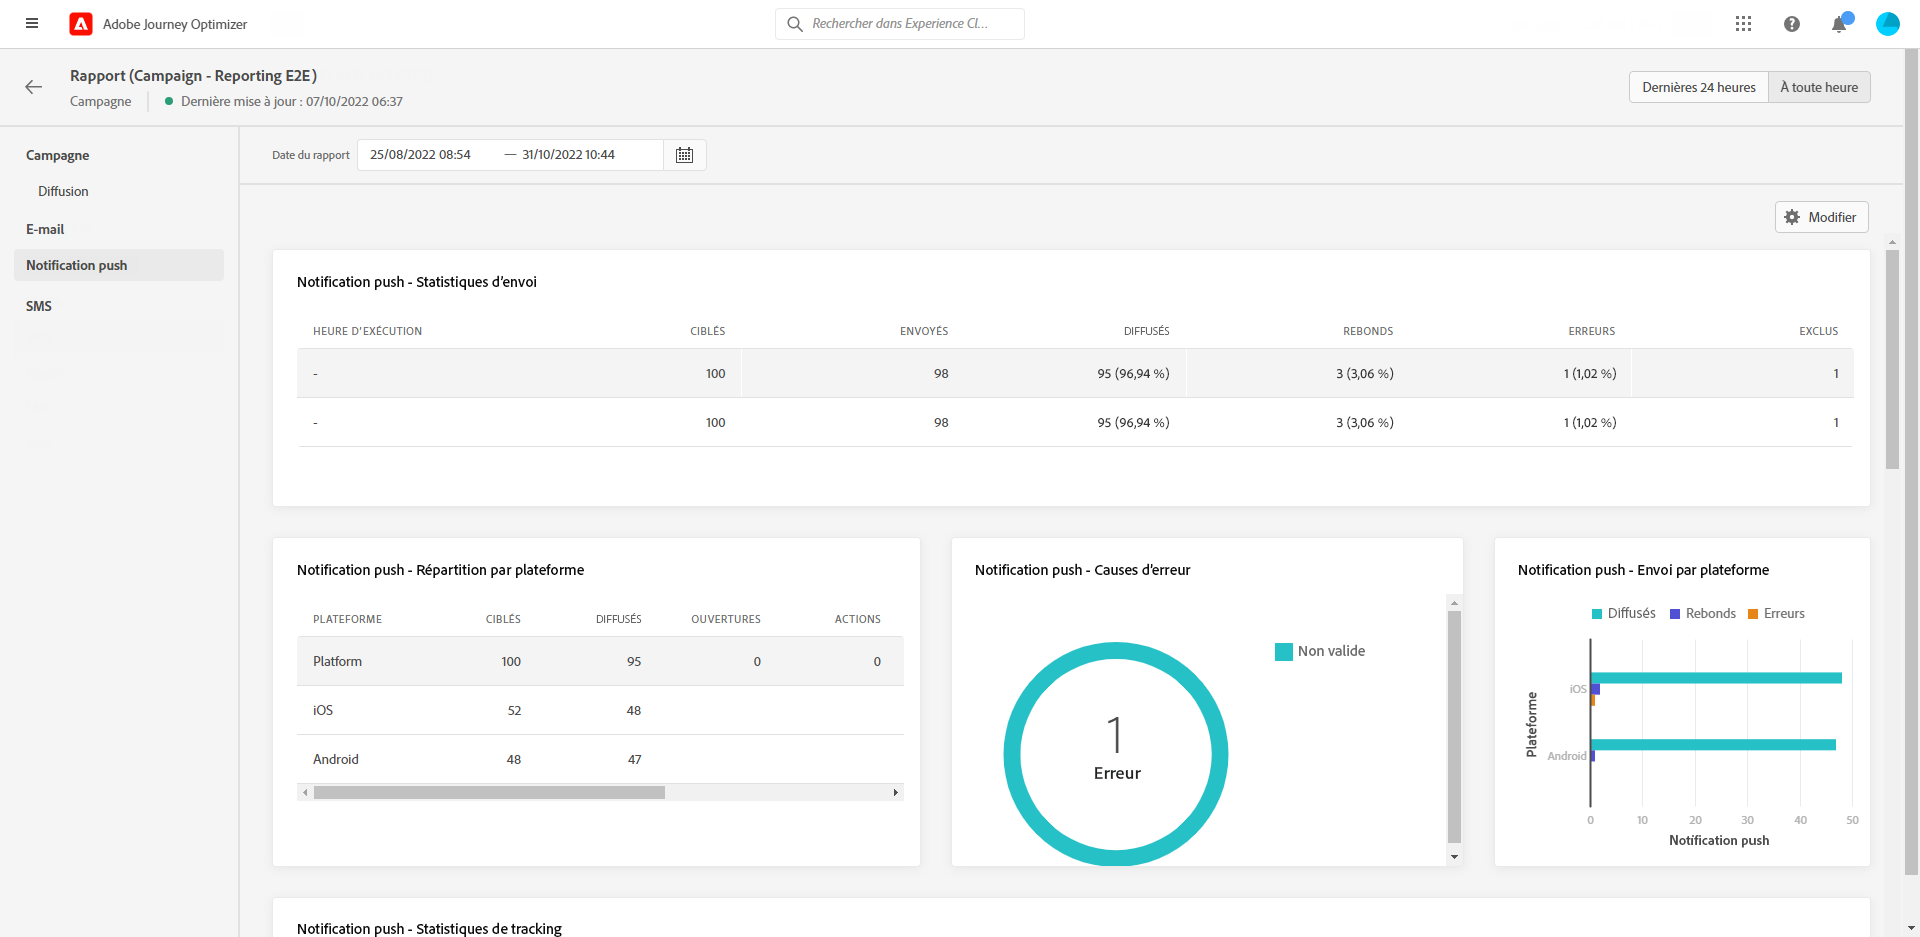 Adobe Journey Optimizer
Rechercher dans Experience Cl...
Rapport (Campaign - Reporting E2E)
Campagne
Dernière mise à jour : 07/10/2022 06:37
Dernières 24 heures
À toute heure
Campagne
Diffusion
E-mail
Notification push
SMS
Date du rapport
25/08/2022 08:54 — 31/10/2022 10:44
Modifier
Notification push - Statistiques d'envoi
HEURE D'EXÉCUTION CIBLÉS ENVOYÉS DIFFUSÉS REBONDS ERREURS EXCLUS
- 100 98 95 (96,94 %) 3 (3,06 %) 1 (1,02 %) 1
- 100 98 95 (96,94 %) 3 (3,06 %) 1 (1,02 %) 1
Notification push - Répartition par plateforme
PLATEFORME CIBLÉS DIFFUSÉS OUVERTURES ACTIONS
Platform 100 95 0 0
iOS 52 48
Android 48 47
Notification push - Causes d'erreur
Non valide
1
Erreur
Notification push - Envoi par plateforme
Diffusés Rebonds Erreurs
Plateforme
iOS
Android
0 10 20 30 40 50
Notification push
Notification push - Statistiques de tracking